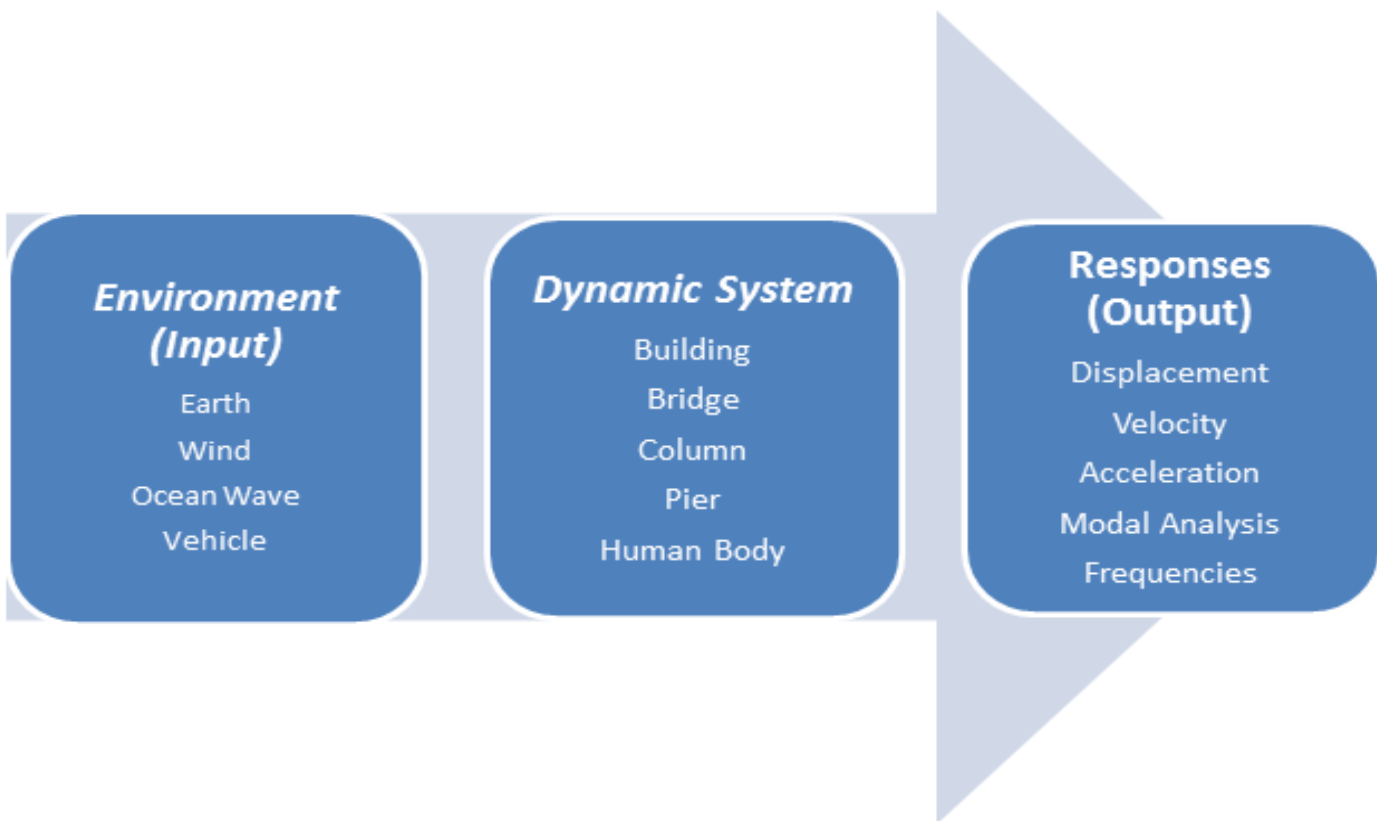 Environment
(Input)
Earth
Wind
Ocean Wave
Vehicle
Dynamic System
Building
Bridge
Column
Pier
Human Body
Responses
(Output)
Displacement
Velocity
Acceleration
Modal Analysis
Frequencies